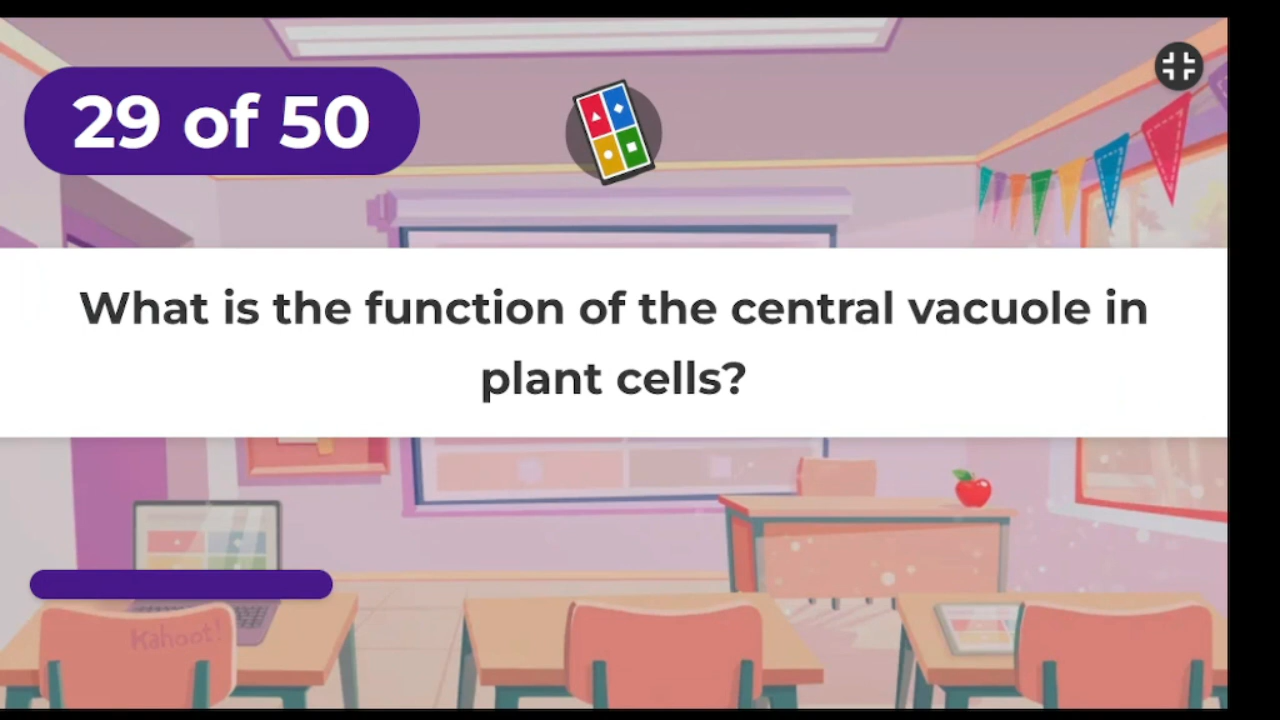 29 of 50
What is the function of the central vacuole in
plant cells?
Kahoot!